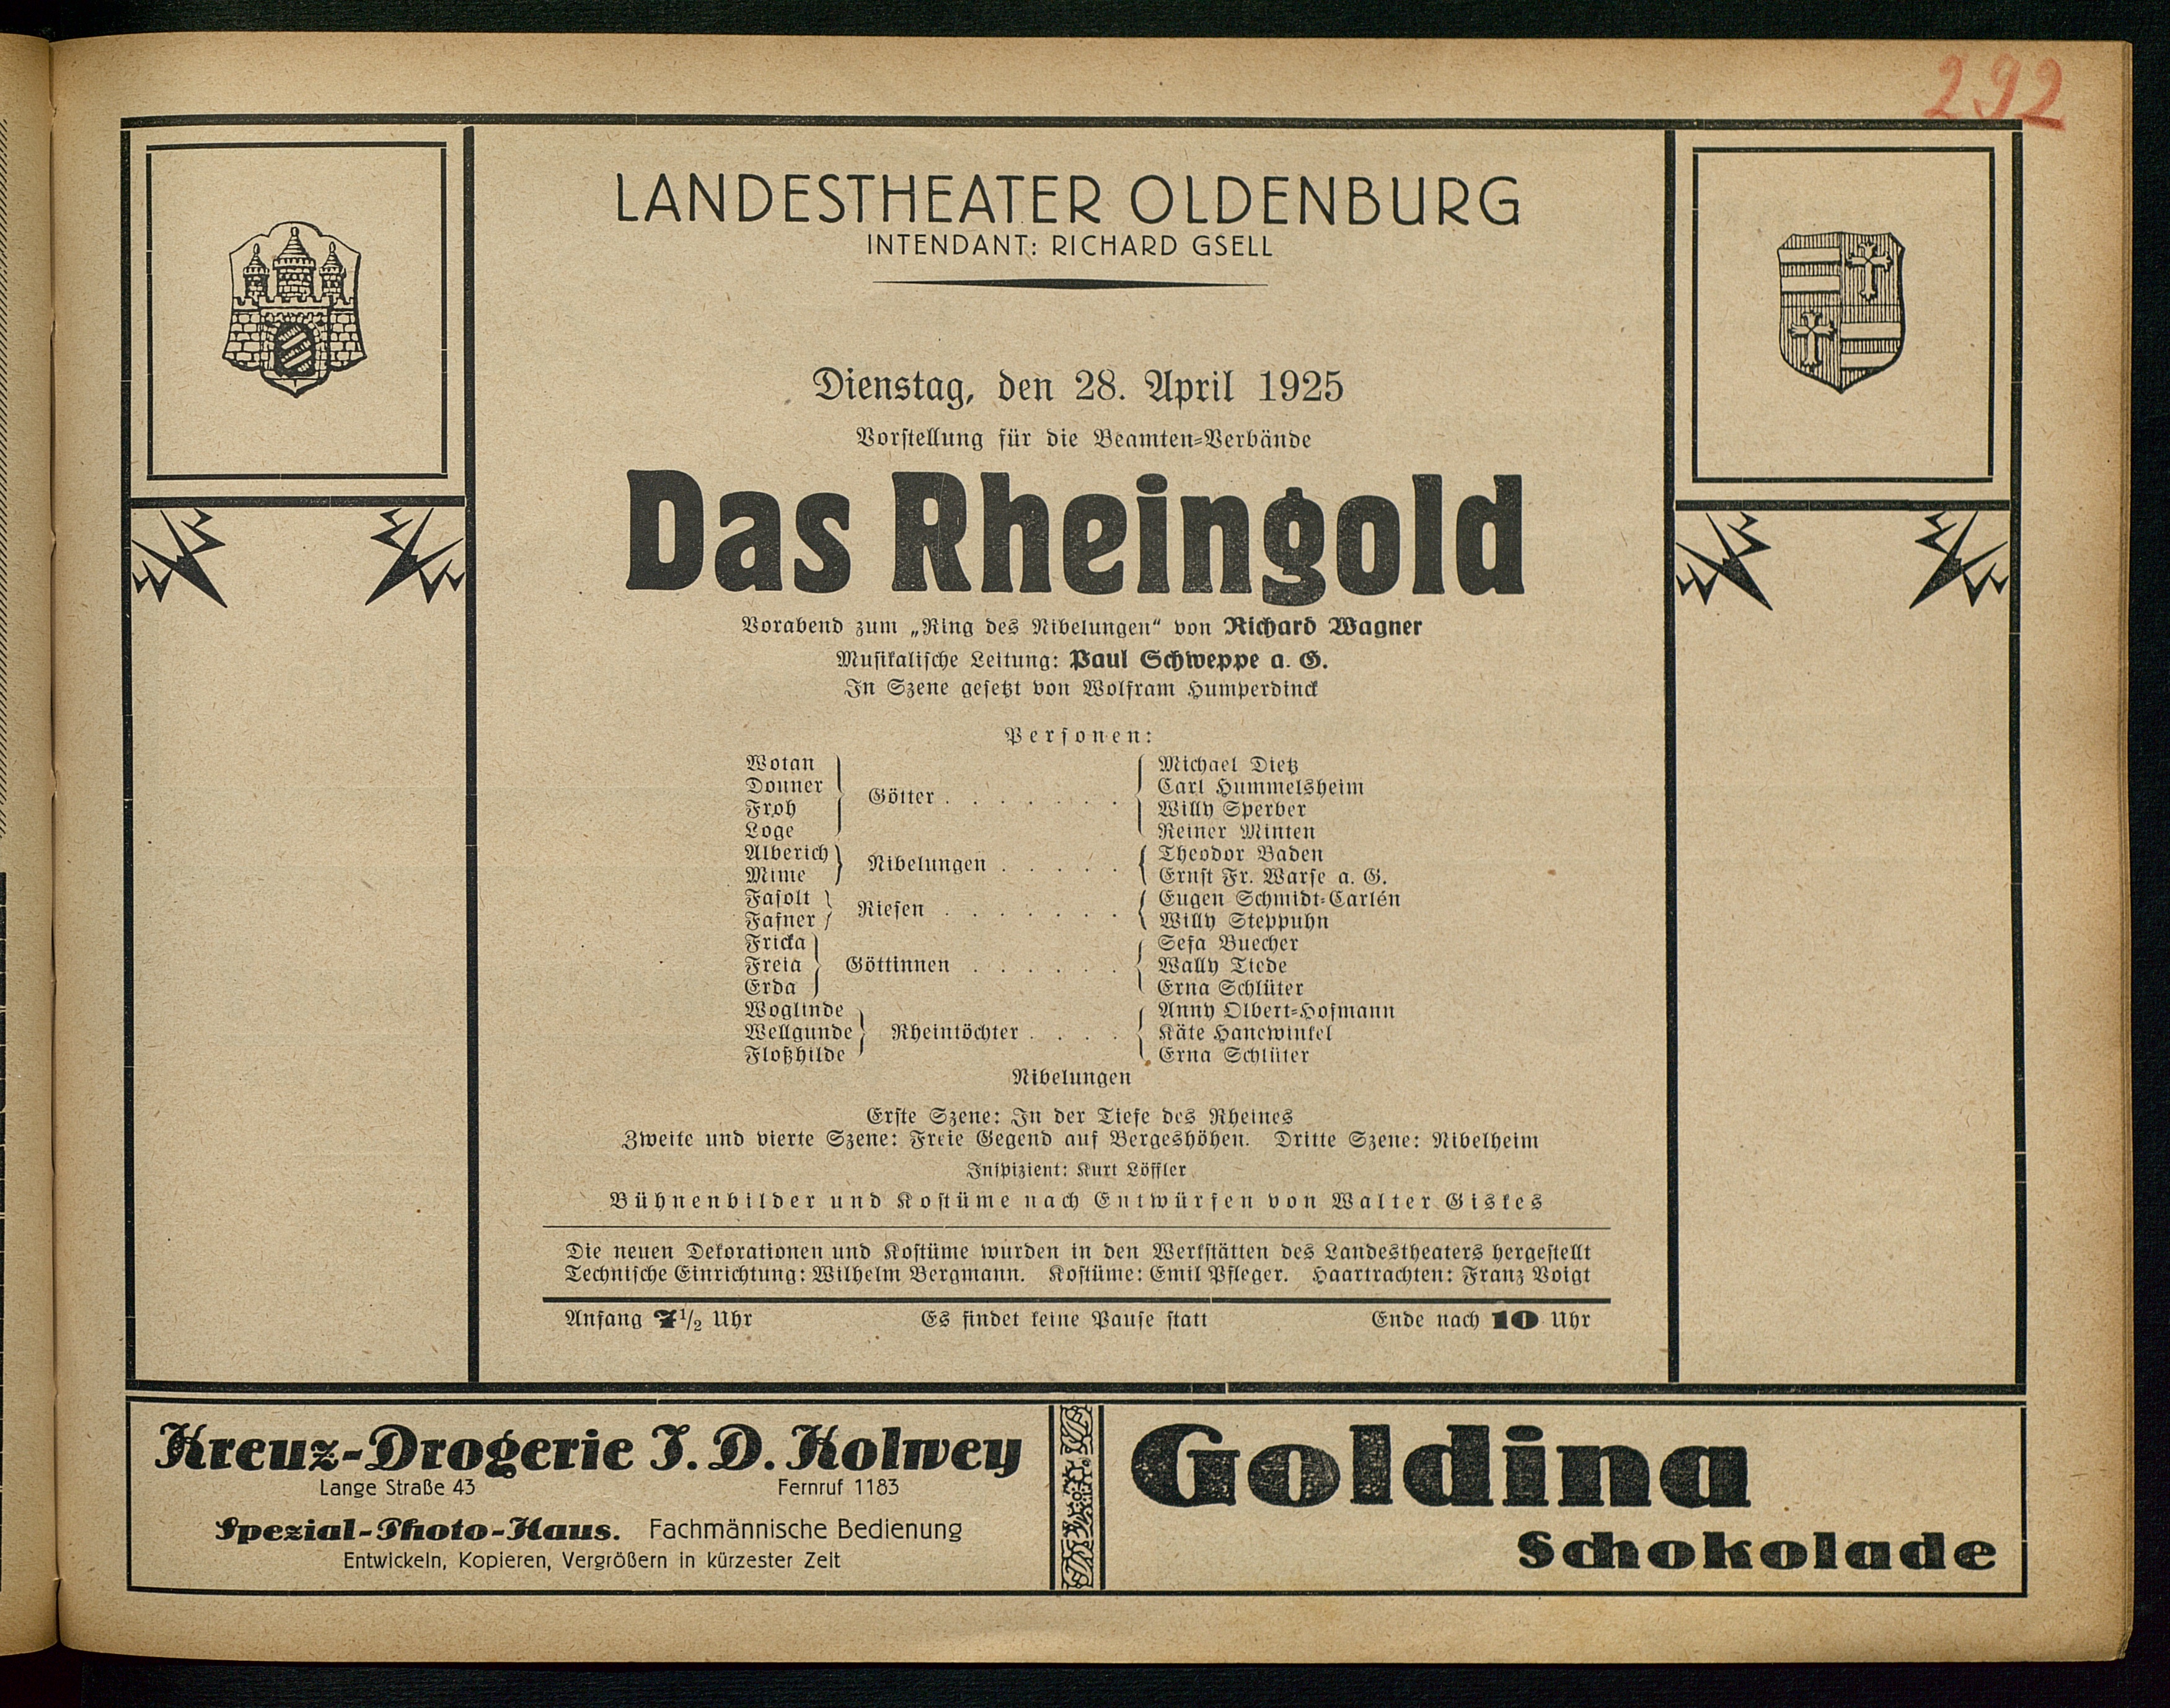 292
LANDESTHEATER OLDENBURG
INTENDANT: RICHARD GSELL
Dienstag, den 28. April 1925
Vorstellung für die Beamten-Verbände
Das Rheingold
Vorabend zum „Ring des Nibelungen“ von Richard Wagner
Musikalische Leitung: Paul Schweppe a. G.
In Szene gesetzt von Wolfram Humperdinck
Personen:
Wotan Michael Dietz
Donner Carl Hummelsheim
Götter . . . . . . .
Froh Willy Sperber
Loge Reiner Minten
Alberich Theodor Baden
Nibelungen . . . . .
Mime Ernst Fr. Warse a. G.
Fasolt Eugen Schmidt-Carlén
Riesen . . . . . . .
Fafner Willy Steppuhn
Fricka Sefa Buecher
Freia Göttinnen . . . . . . Wally Tiede
Erda Erna Schlüter
Woglinde Anny Olbert-Hofmann
Wellgunde Rheintöchter . . . . Käte Hanewinkel
Floßhilde Erna Schlüter
Nibelungen
Erste Szene: In der Tiefe des Rheines
Zweite und vierte Szene: Freie Gegend auf Bergeshöhen. Dritte Szene: Nibelheim
Inspizient: Kurt Löffler
Bühnenbilder und Kostüme nach Entwürfen von Walter Giskes
Die neuen Dekorationen und Kostüme wurden in den Werkstätten des Landestheaters hergestellt
Technische Einrichtung: Wilhelm Bergmann. Kostüme: Emil Pfleger. Haartrachten: Franz Voigt
Anfang 7 1/2 Uhr Es findet keine Pause statt Ende nach 10 Uhr
Kreuz-Drogerie J. D. Kolwey
Lange Straße 43 Fernruf 1183
Spezial-Photo-Haus. Fachmännische Bedienung
Entwickeln, Kopieren, Vergrößern in kürzester Zeit
Goldina
Schokolade